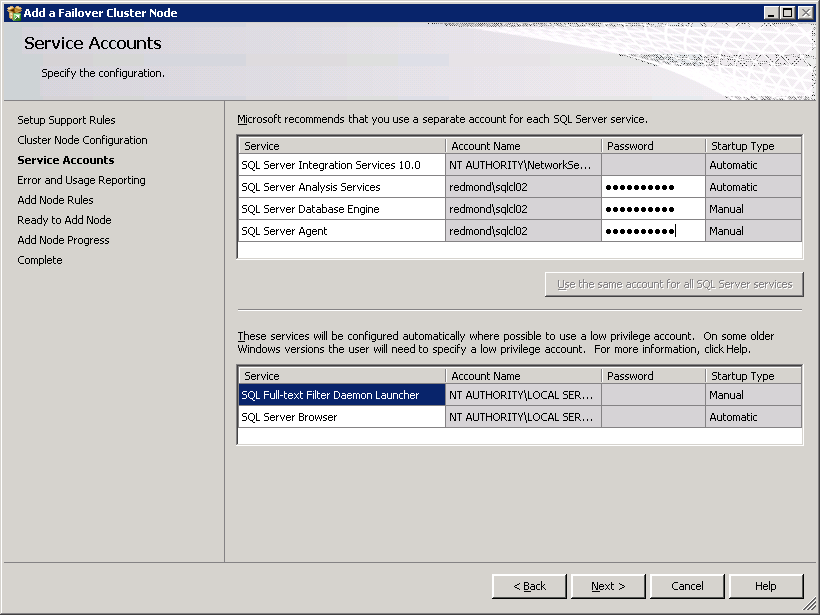 Add a Failover Cluster Node
Service Accounts
Specify the configuration.
Setup Support Rules
Cluster Node Configuration
Service Accounts
Error and Usage Reporting
Add Node Rules
Ready to Add Node
Add Node Progress
Complete
Microsoft recommends that you use a separate account for each SQL Server service.
Service Account Name Password Startup Type
SQL Server Integration Services 10.0 NT AUTHORITY\NetworkSe... Automatic
SQL Server Analysis Services redmond\sqlcl02 ●●●●●●●●●● Automatic
SQL Server Database Engine redmond\sqlcl02 ●●●●●●●●●● Manual
SQL Server Agent redmond\sqlcl02 ●●●●●●●●●● Manual
Use the same account for all SQL Server services
These services will be configured automatically where possible to use a low privilege account. On some older
Windows versions the user will need to specify a low privilege account. For more information, click Help.
Service Account Name Password Startup Type
SQL Full-text Filter Daemon Launcher NT AUTHORITY\LOCAL SER... Manual
SQL Server Browser NT AUTHORITY\LOCAL SER... Automatic
< Back Next > Cancel Help